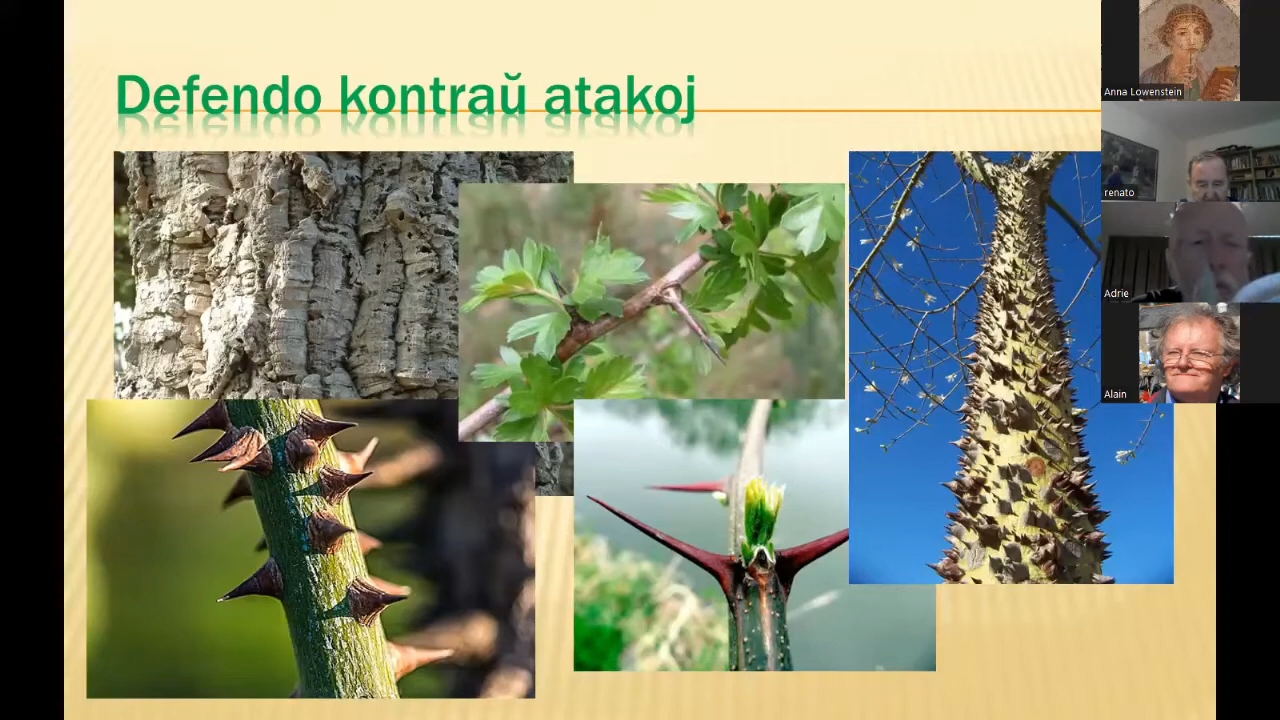 Defendo kontraŭ atakoj
Anna Lowenstein
renato
Adrie
Alain